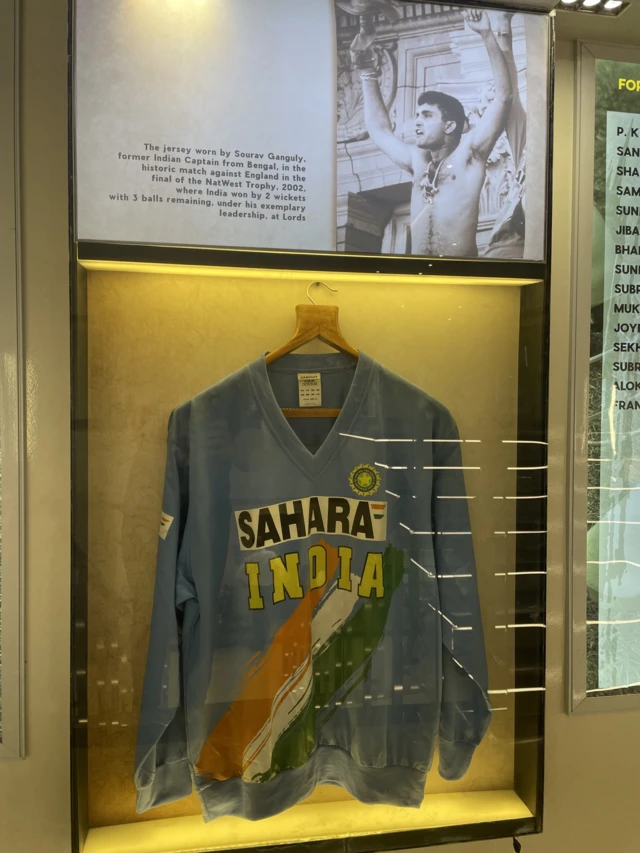 The jersey worn by Sourav Ganguly,
former Indian Captain from Bengal, in the
historic match against England in the
final of the NatWest Trophy, 2002,
where India won by 2 wickets
with 3 balls remaining, under his exemplary
leadership, at Lords
SAHARA
INDIA
FOR
P. K
SAN
SHA
SAM
SUN
JIBA
BHA
SUN
SUBR
MUK
JOY
SEKH
SUBR
ALOK
FRAN